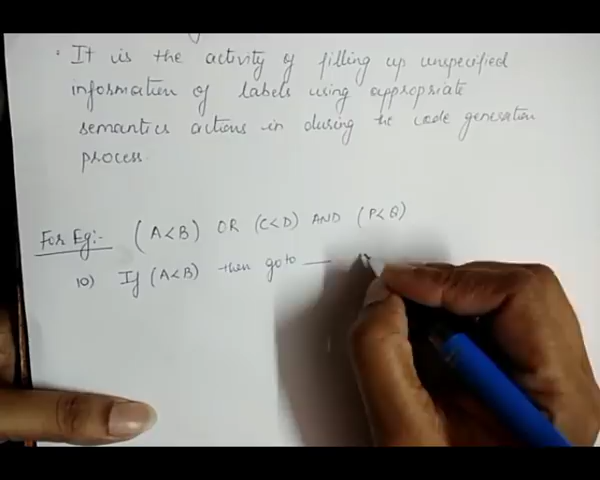 It is the activity of filling up unspecified
information of labels using appropriate
semantics actions in during the code generation
process.
For Eg:- (A<B) OR (C<D) AND (P<Q)
10) If (A<B) then goto __